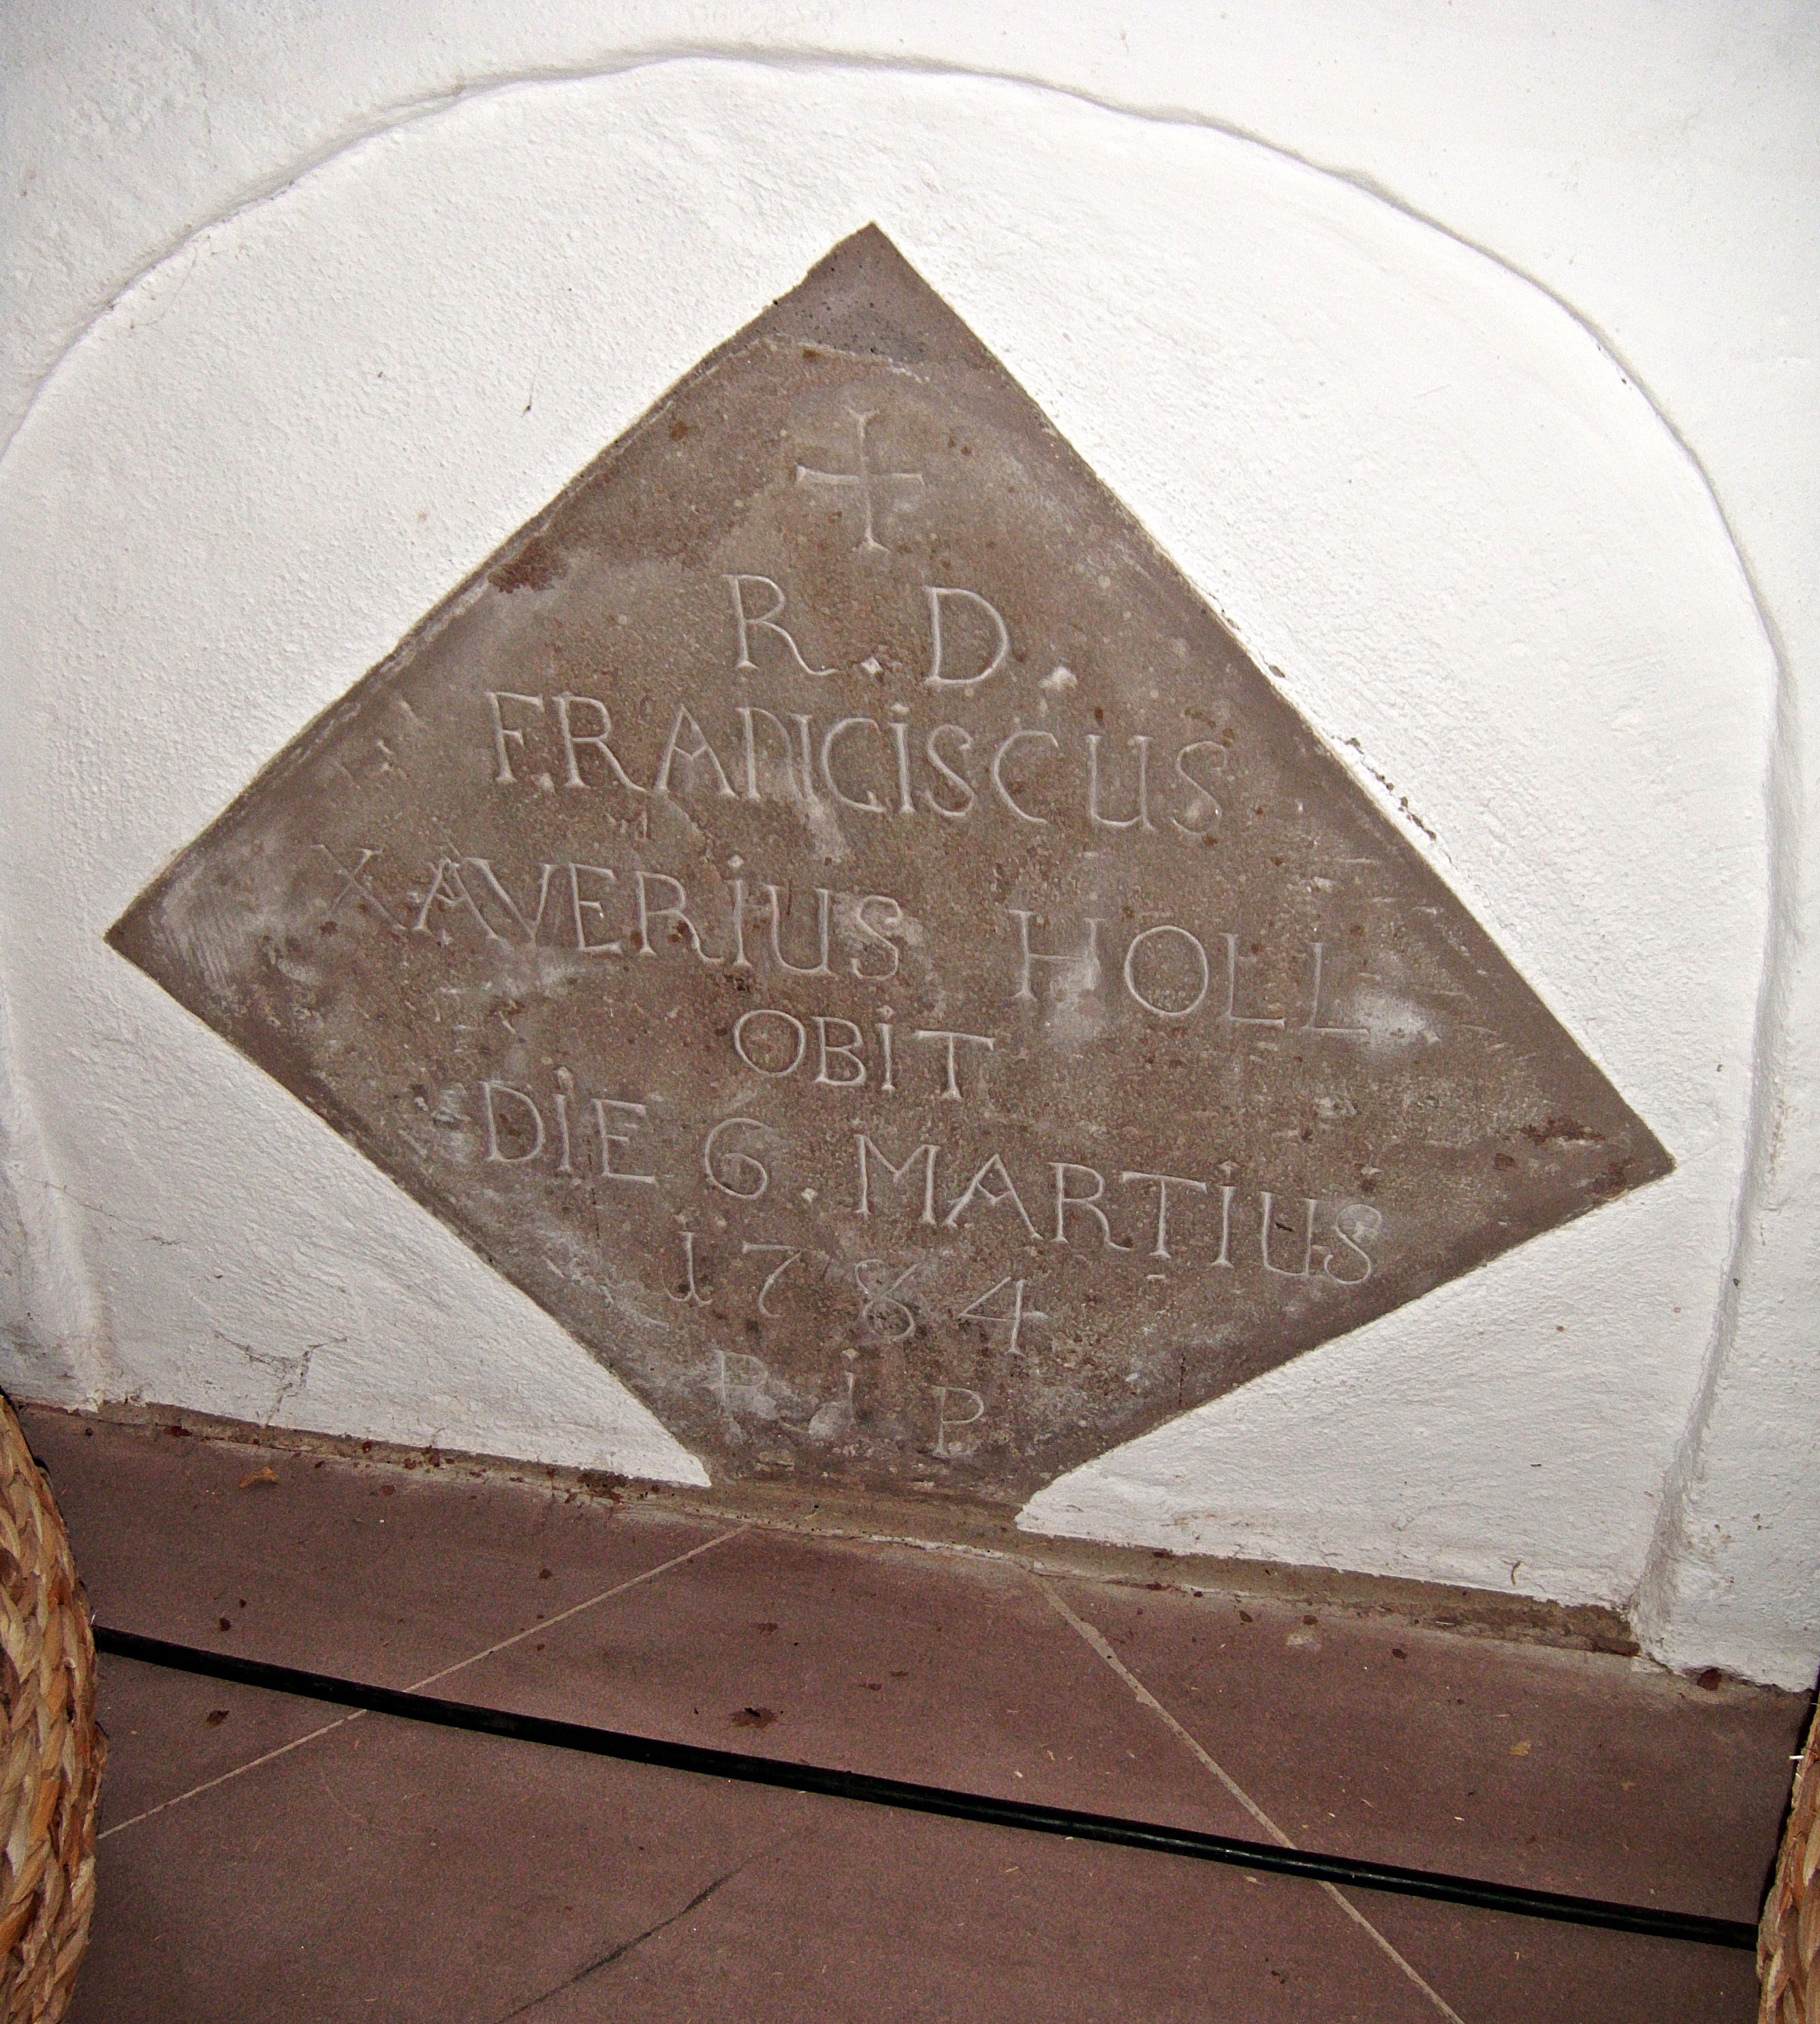 R. D.
FRANCiSCUS
XAVERiUS HOLL
OBiT
DiE 6. MARTiUS
1784
R i P